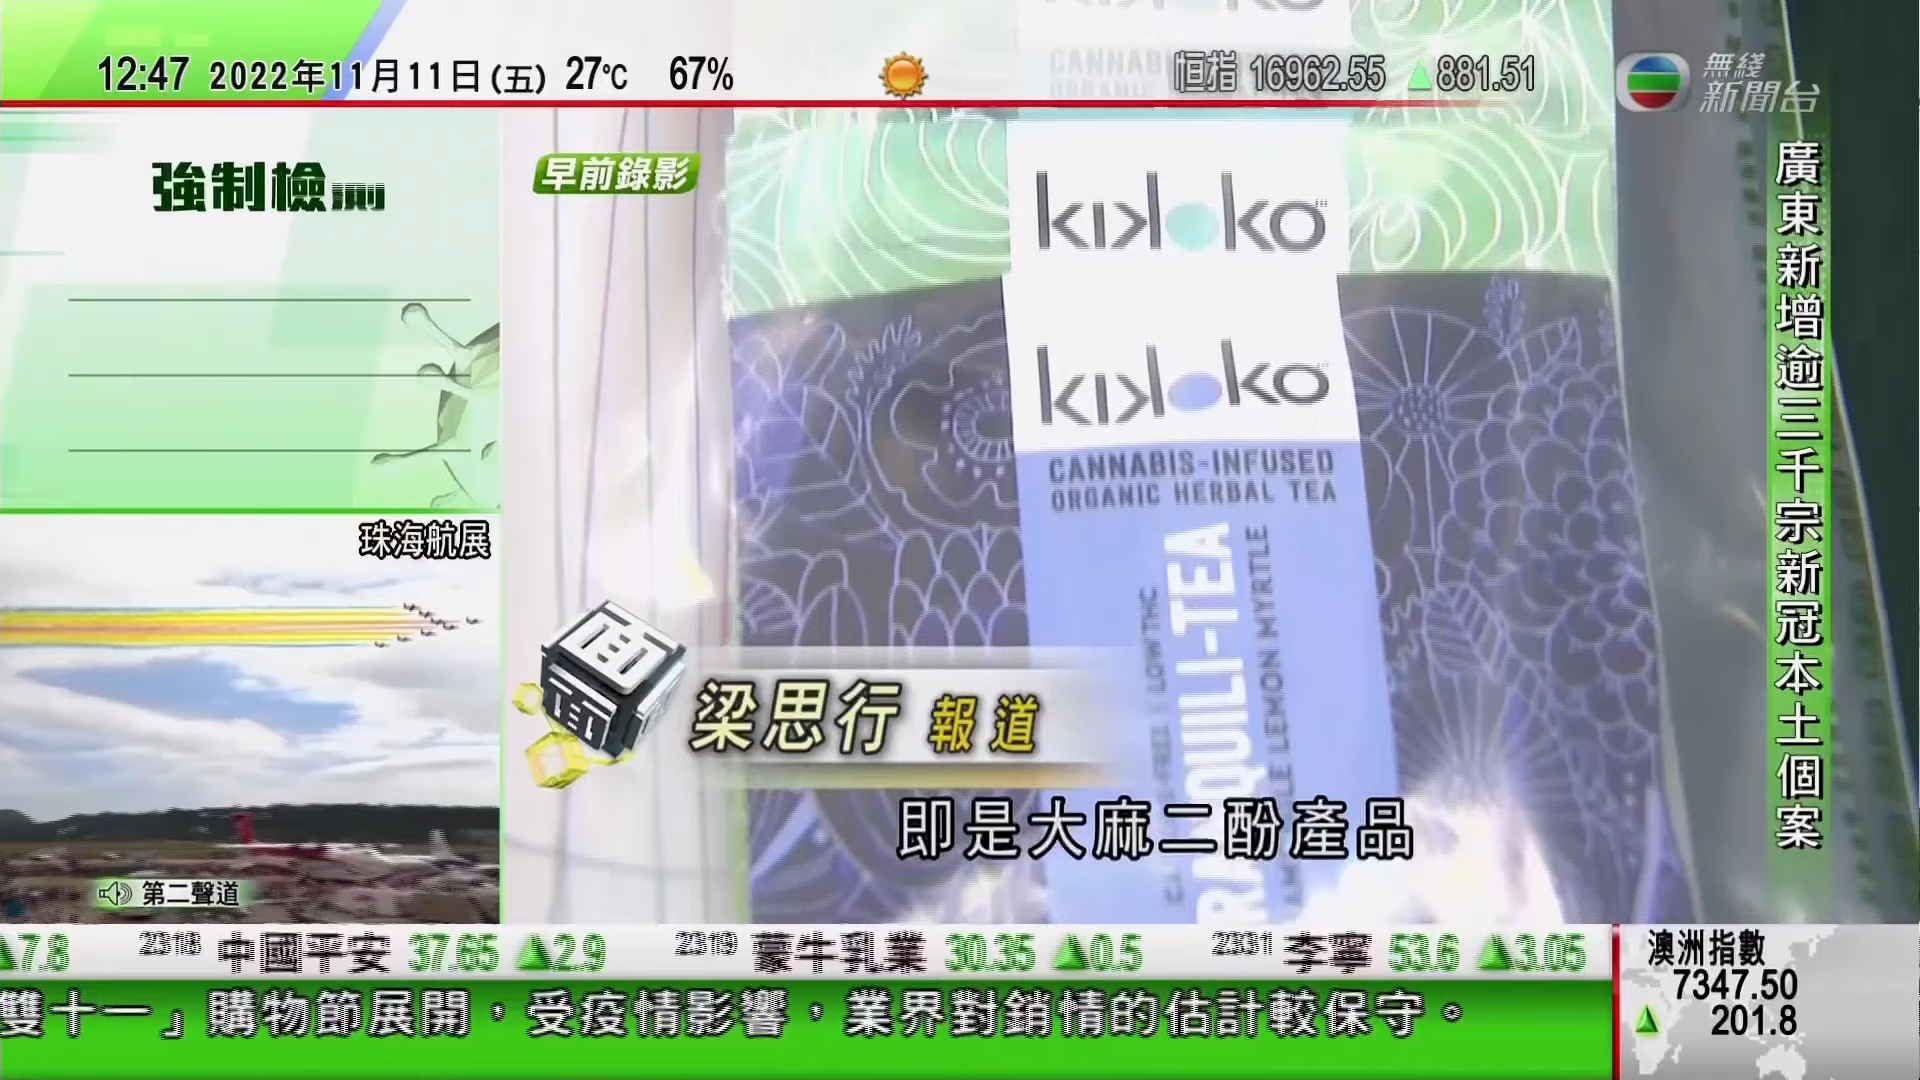 12:47 2022年11月11日(五) 27℃ 67% 恒指 16962.55 ▲881.51
無綫
新聞台
強制檢測
早前錄影
kikoko
kikoko
CANNABIS-INFUSED
ORGANIC HERBAL TEA
LEMON MYRTLE
廣東新增逾三千宗新冠本土個案
珠海航展
梁思行 報道
即是大麻二酚產品
第二聲道
▲7.8 2318 中國平安 37.65 ▲2.9 2319 蒙牛乳業 30.35 ▲0.5 2331 李寧 53.6 ▲3.05
雙十一」購物節展開，受疫情影響，業界對銷情的估計較保守。
澳洲指數
7347.50
▲ 201.8